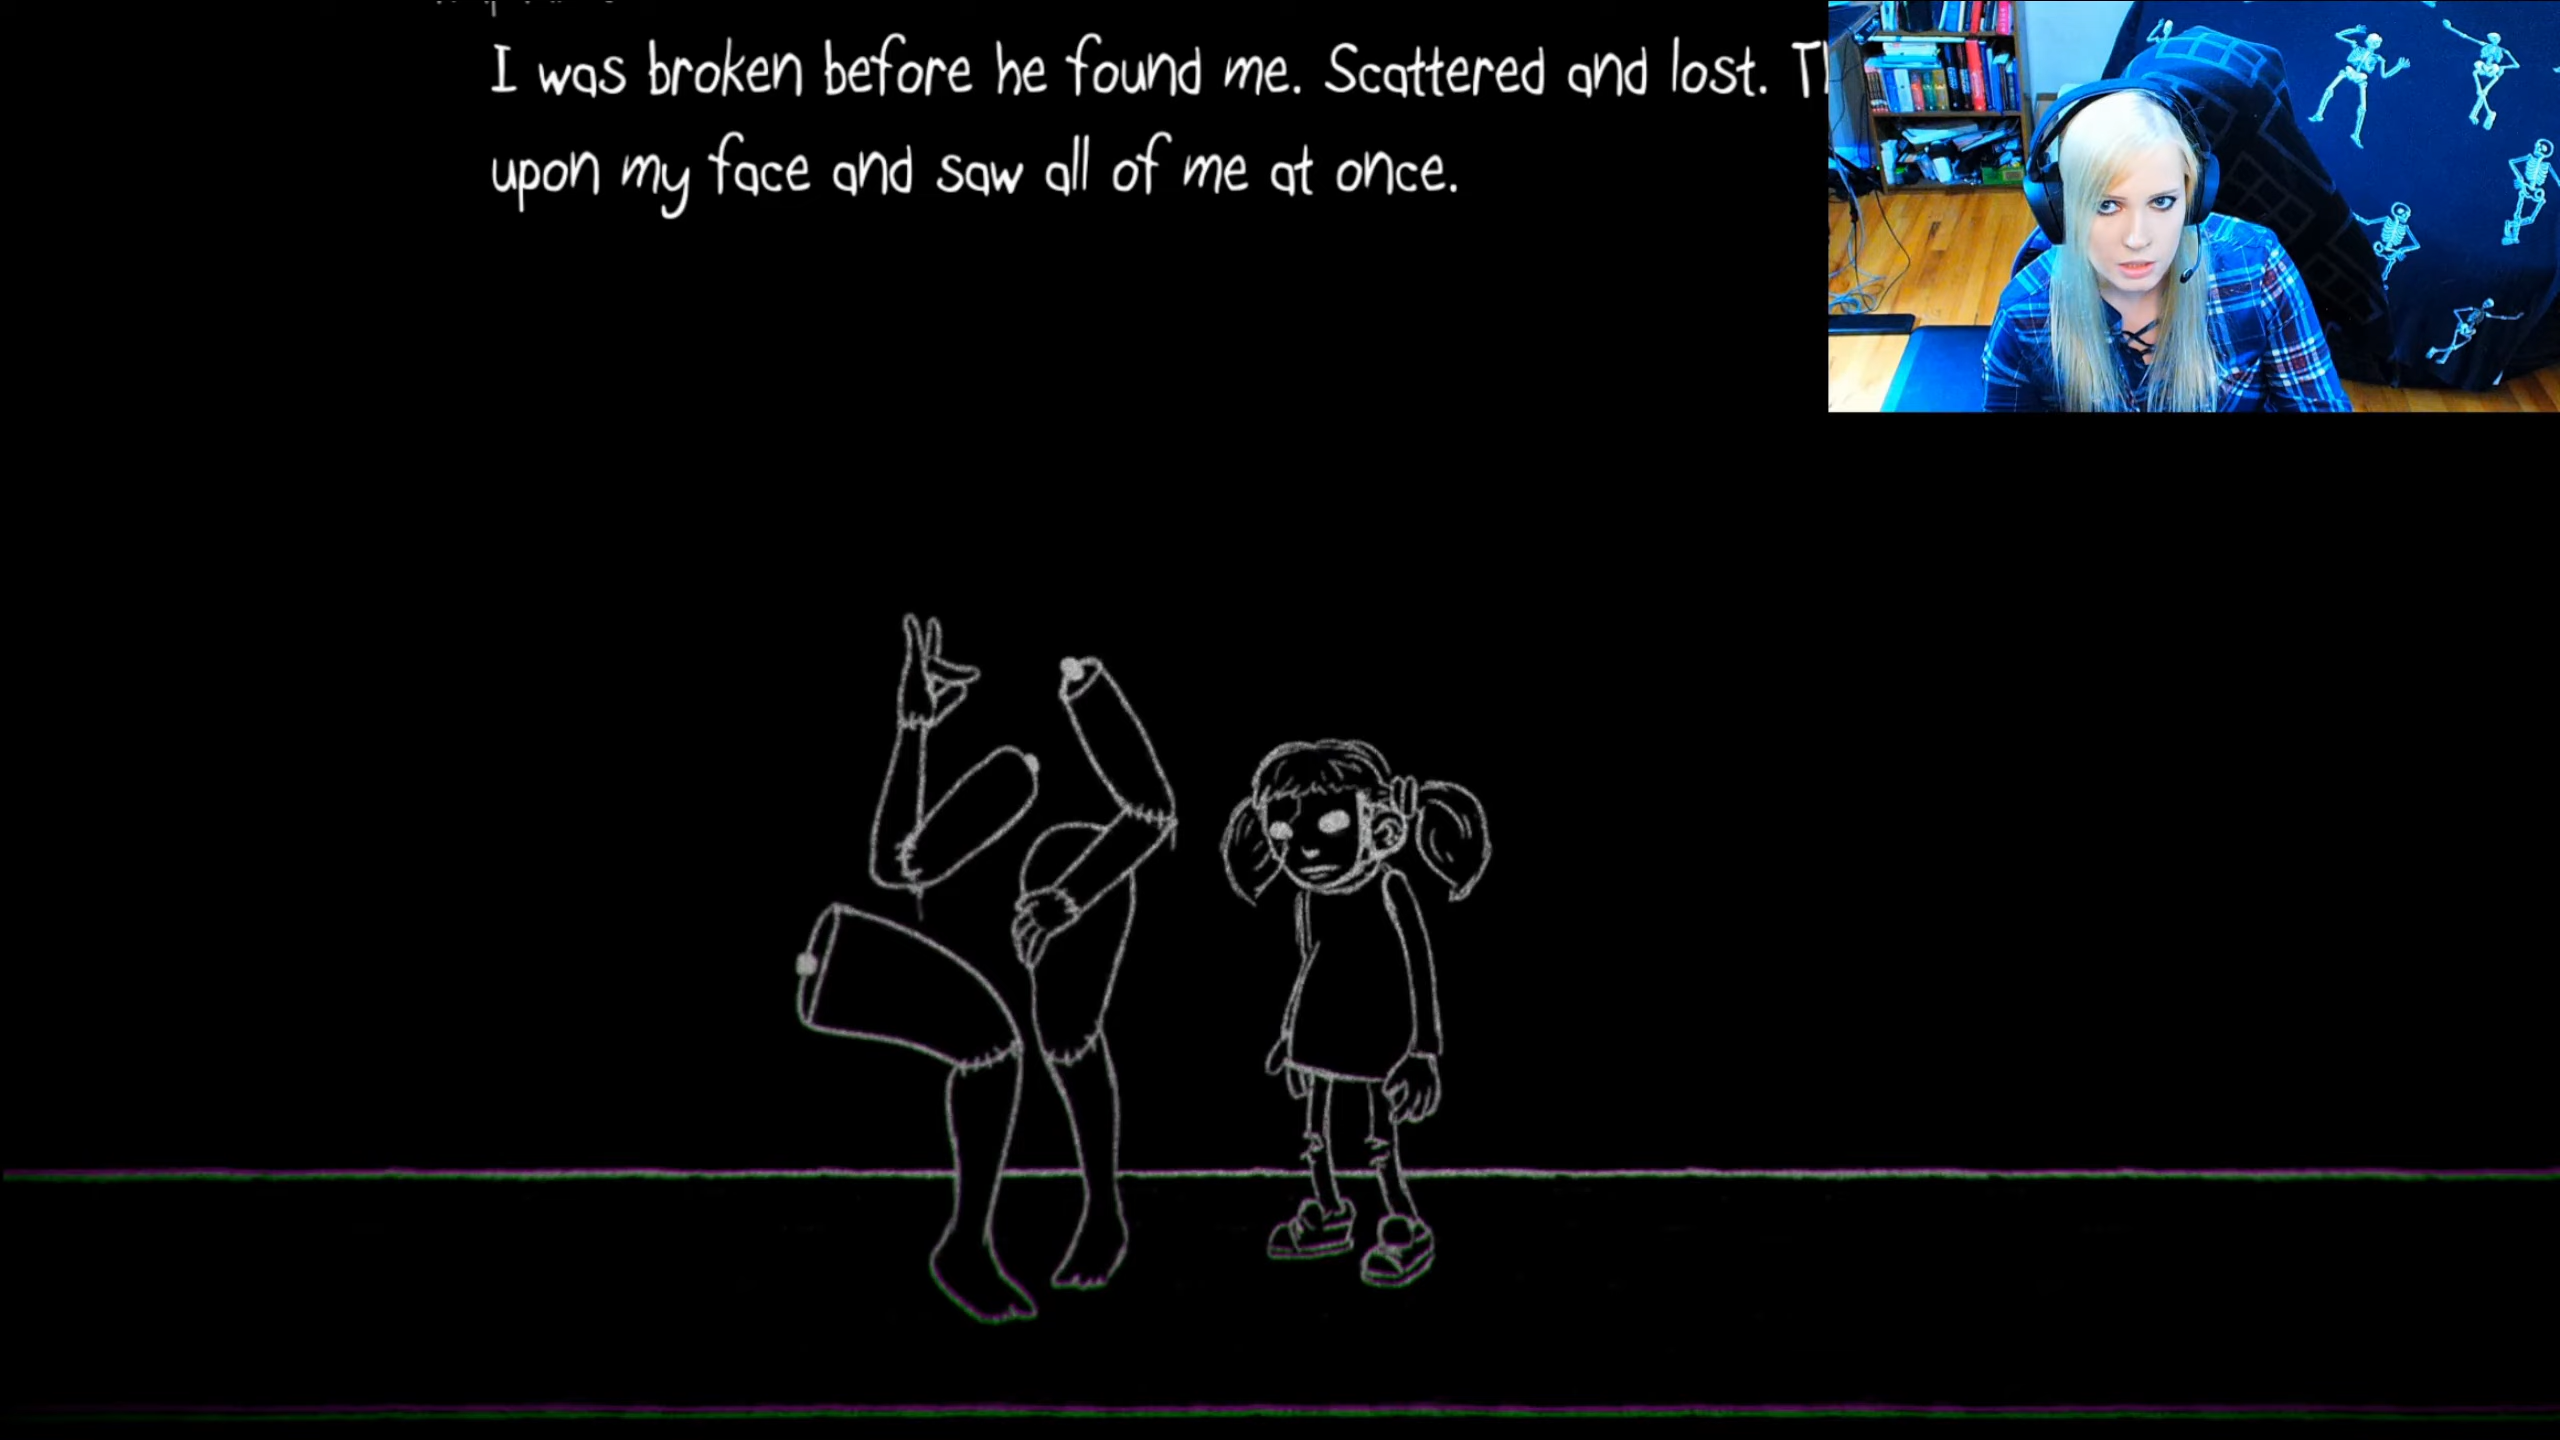 I was broken before he found me. Scattered and lost.
upon my face and saw all of me at once.